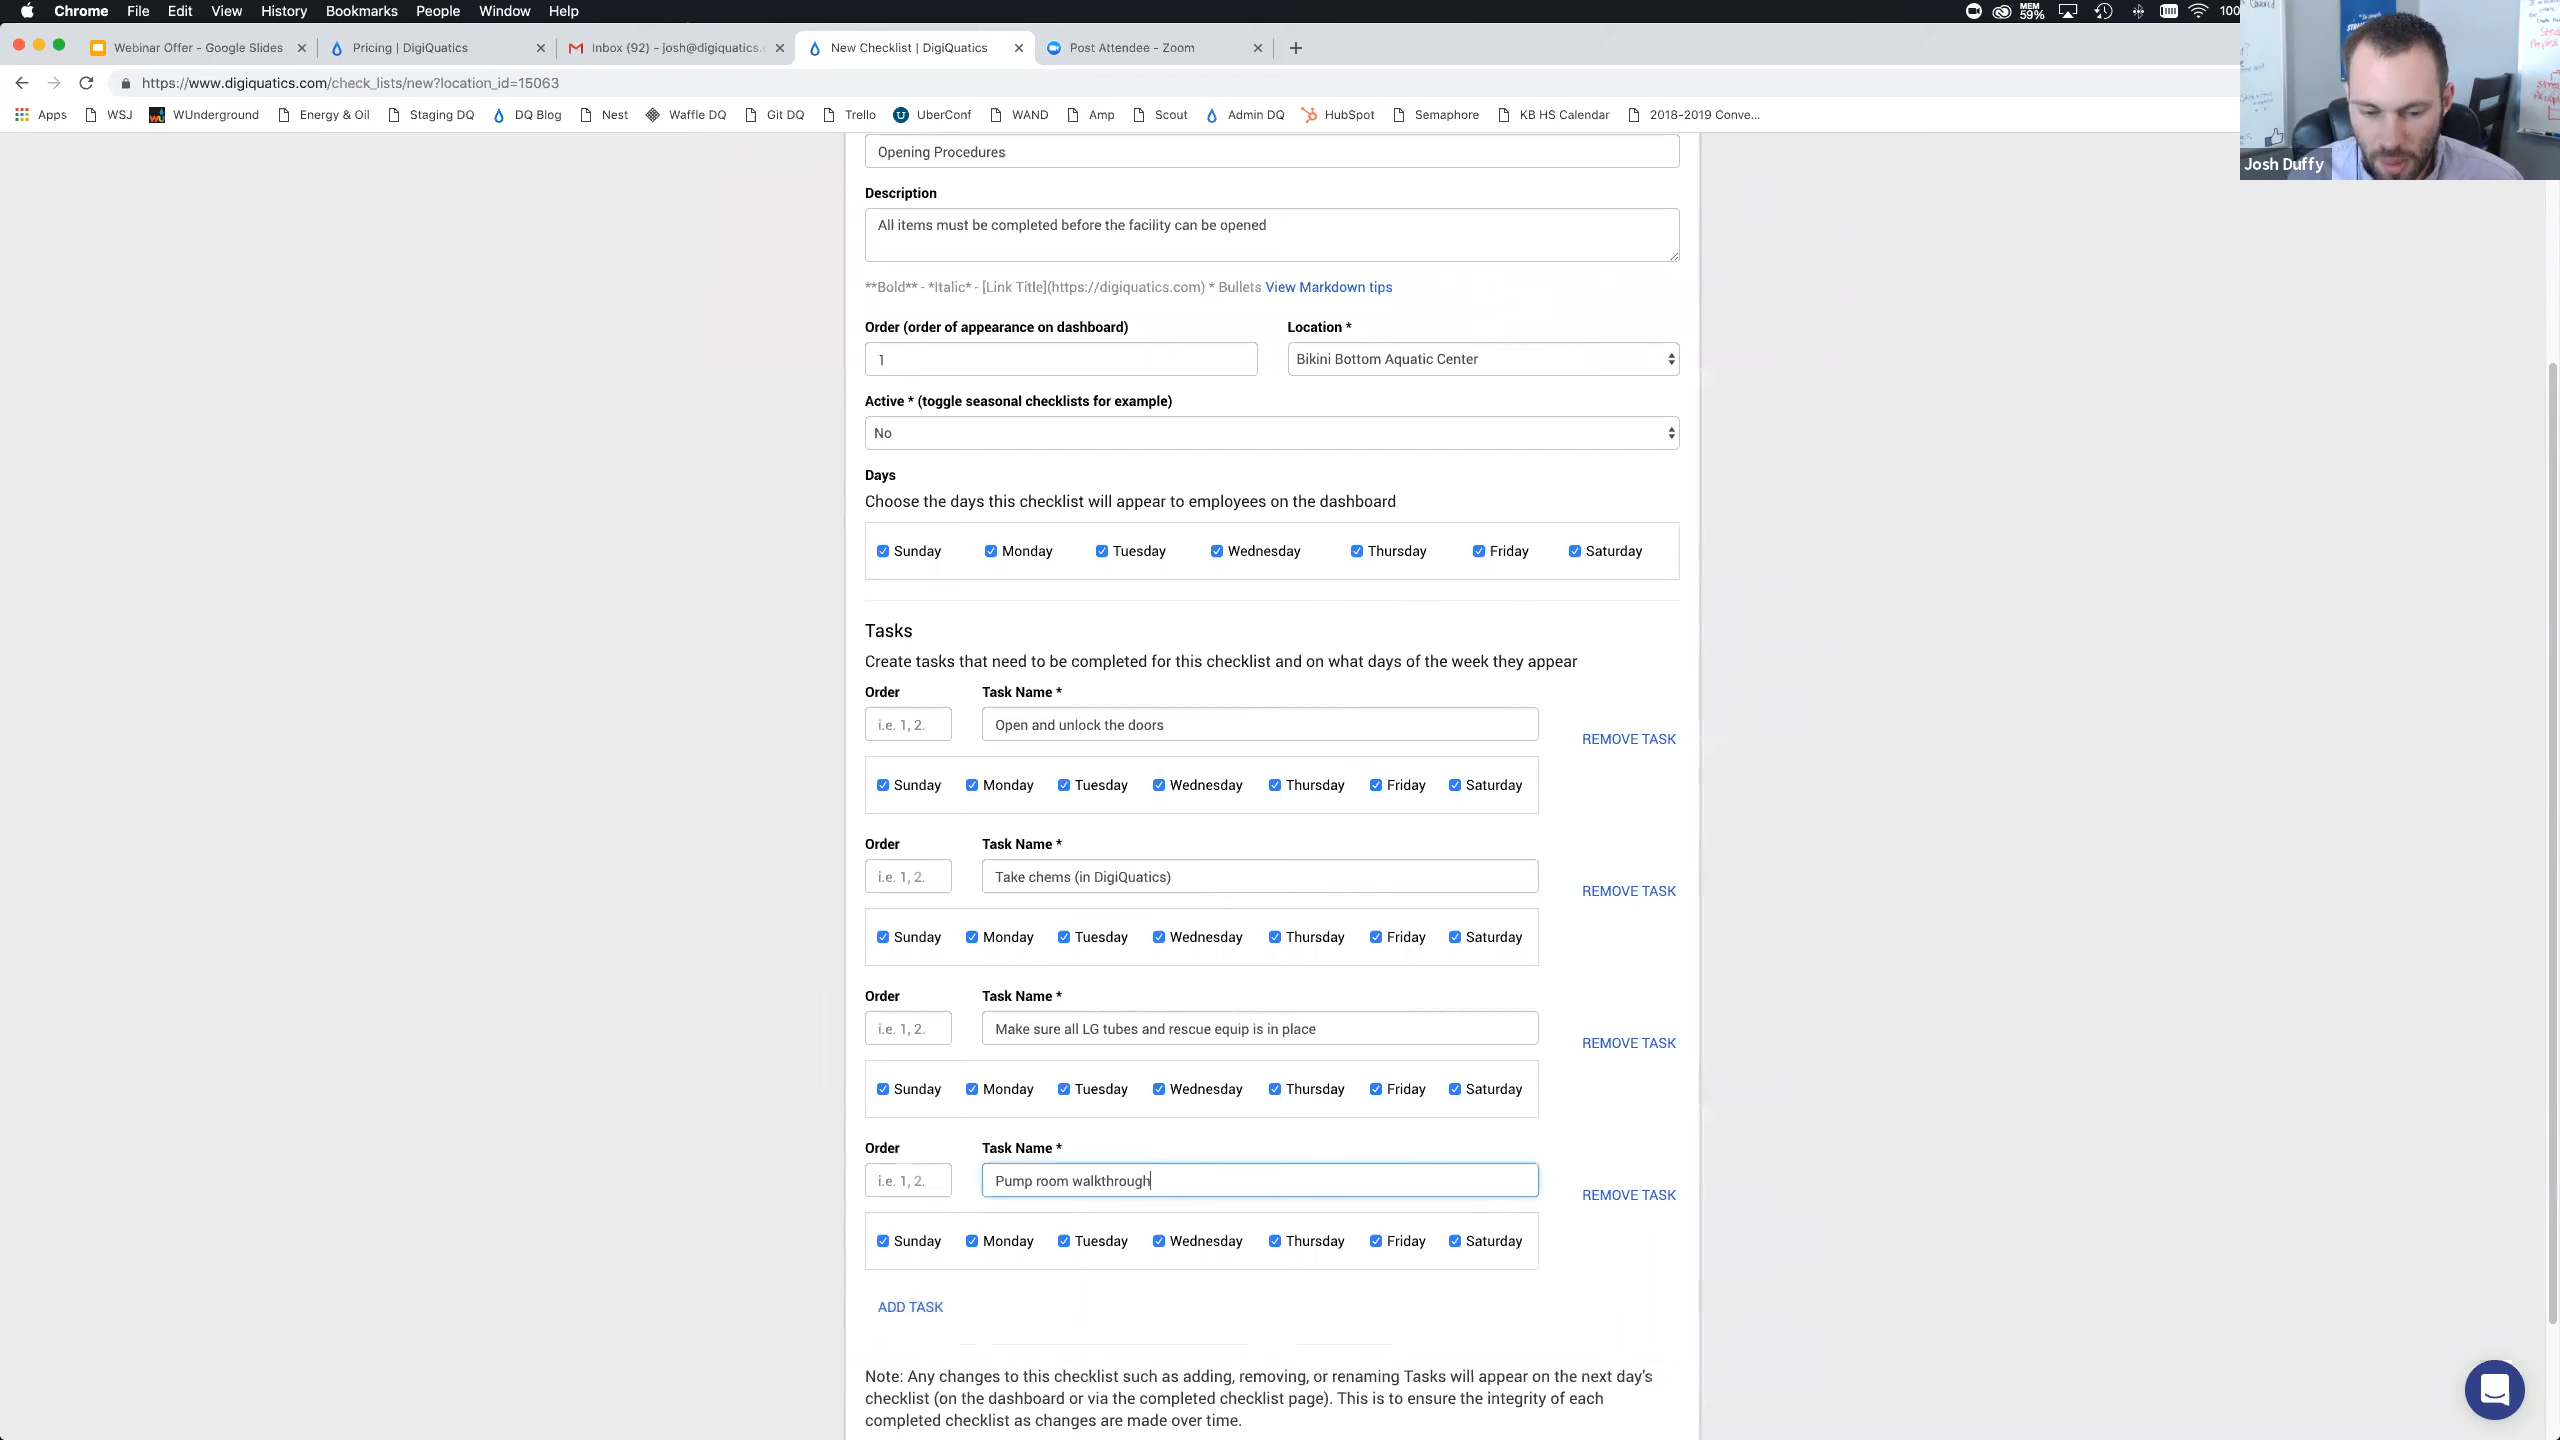 Chrome File Edit View History Bookmarks People Window Help
MEM 59% 100
Webinar Offer - Google Slides
Pricing | DigiQuatics
Inbox (92) - josh@digiquatics.c
New Checklist | DigiQuatics
Post Attendee - Zoom
https://www.digiquatics.com/check_lists/new?location_id=15063
Apps WSJ WUnderground Energy & Oil Staging DQ DQ Blog Nest Waffle DQ Git DQ Trello UberConf WAND Amp Scout Admin DQ HubSpot Semaphore KB HS Calendar 2018-2019 Conve...
Josh Duffy
Opening Procedures
Description
All items must be completed before the facility can be opened
**Bold** - *Italic* - [Link Title](https://digiquatics.com) * Bullets View Markdown tips
Order (order of appearance on dashboard) Location *
1 Bikini Bottom Aquatic Center
Active * (toggle seasonal checklists for example)
No
Days
Choose the days this checklist will appear to employees on the dashboard
Sunday Monday Tuesday Wednesday Thursday Friday Saturday
Tasks
Create tasks that need to be completed for this checklist and on what days of the week they appear
Order Task Name *
i.e. 1, 2. Open and unlock the doors
REMOVE TASK
Sunday Monday Tuesday Wednesday Thursday Friday Saturday
Order Task Name *
i.e. 1, 2. Take chems (in DigiQuatics)
REMOVE TASK
Sunday Monday Tuesday Wednesday Thursday Friday Saturday
Order Task Name *
i.e. 1, 2. Make sure all LG tubes and rescue equip is in place
REMOVE TASK
Sunday Monday Tuesday Wednesday Thursday Friday Saturday
Order Task Name *
i.e. 1, 2. Pump room walkthrough
REMOVE TASK
Sunday Monday Tuesday Wednesday Thursday Friday Saturday
ADD TASK
Note: Any changes to this checklist such as adding, removing, or renaming Tasks will appear on the next day's
checklist (on the dashboard or via the completed checklist page). This is to ensure the integrity of each
completed checklist as changes are made over time.